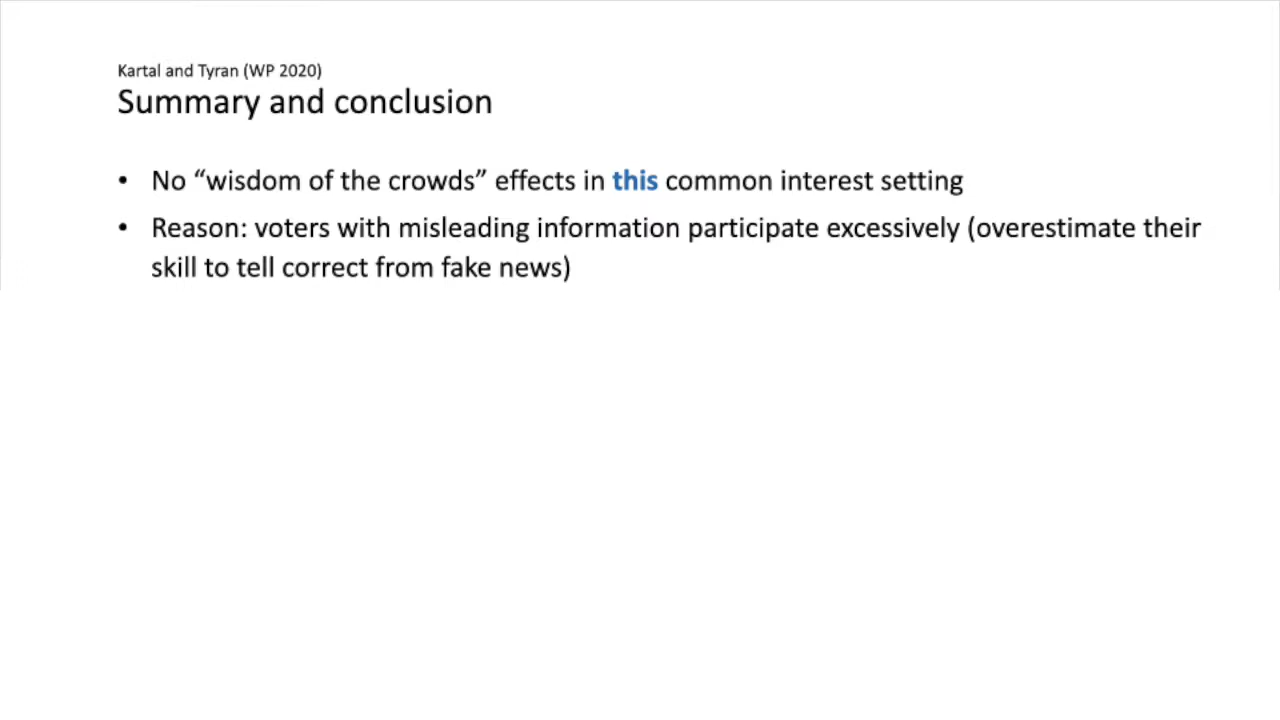 Kartal and Tyran (WP 2020)
Summary and conclusion
• No “wisdom of the crowds” effects in this common interest setting
• Reason: voters with misleading information participate excessively (overestimate their
skill to tell correct from fake news)